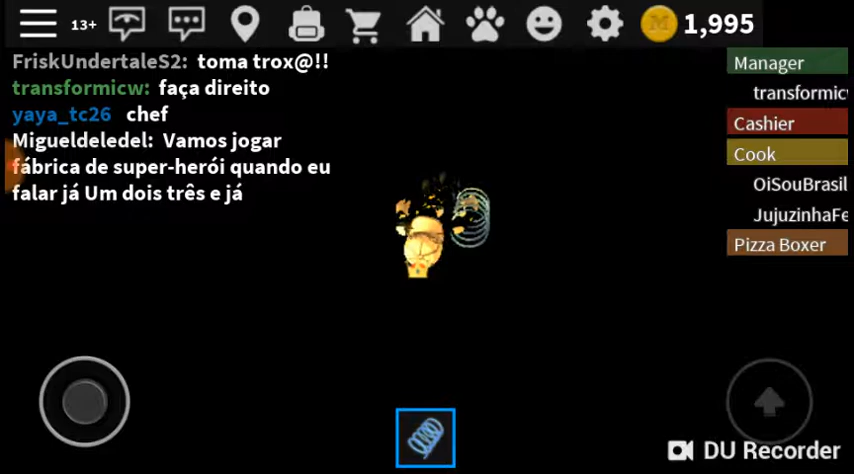 13+
M
1,995
FriskUndertaleS2: toma trox@!!
transformicw: faça direito
yaya_tc26 chef
Migueldeledel: Vamos jogar
fábrica de super-herói quando eu
falar já Um dois três e já
Manager
transformicw
Cashier
Cook
OiSouBrasil
JujuzinhaFe
Pizza Boxer
DU Recorder